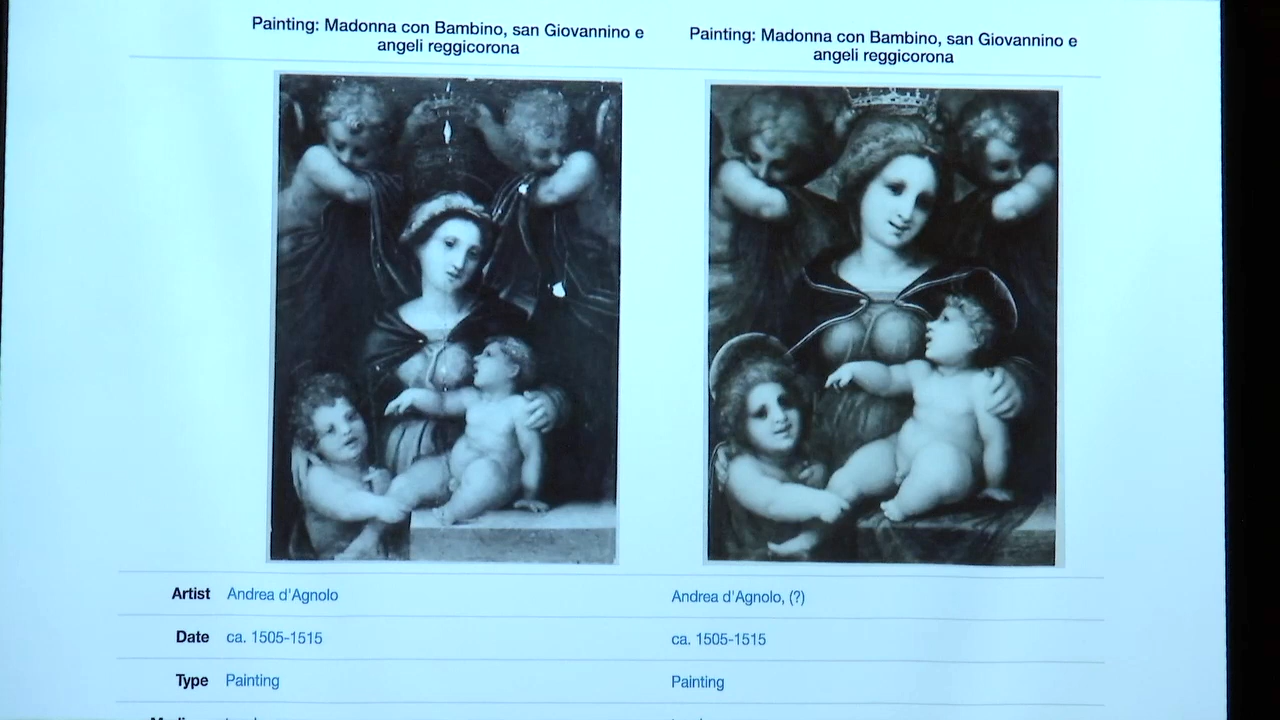 Painting: Madonna con Bambino, san Giovannino e
angeli reggicorona
Painting: Madonna con Bambino, san Giovannino e
angeli reggicorona
Artist Andrea d'Agnolo Andrea d'Agnolo, (?)
Date ca. 1505-1515 ca. 1505-1515
Type Painting Painting